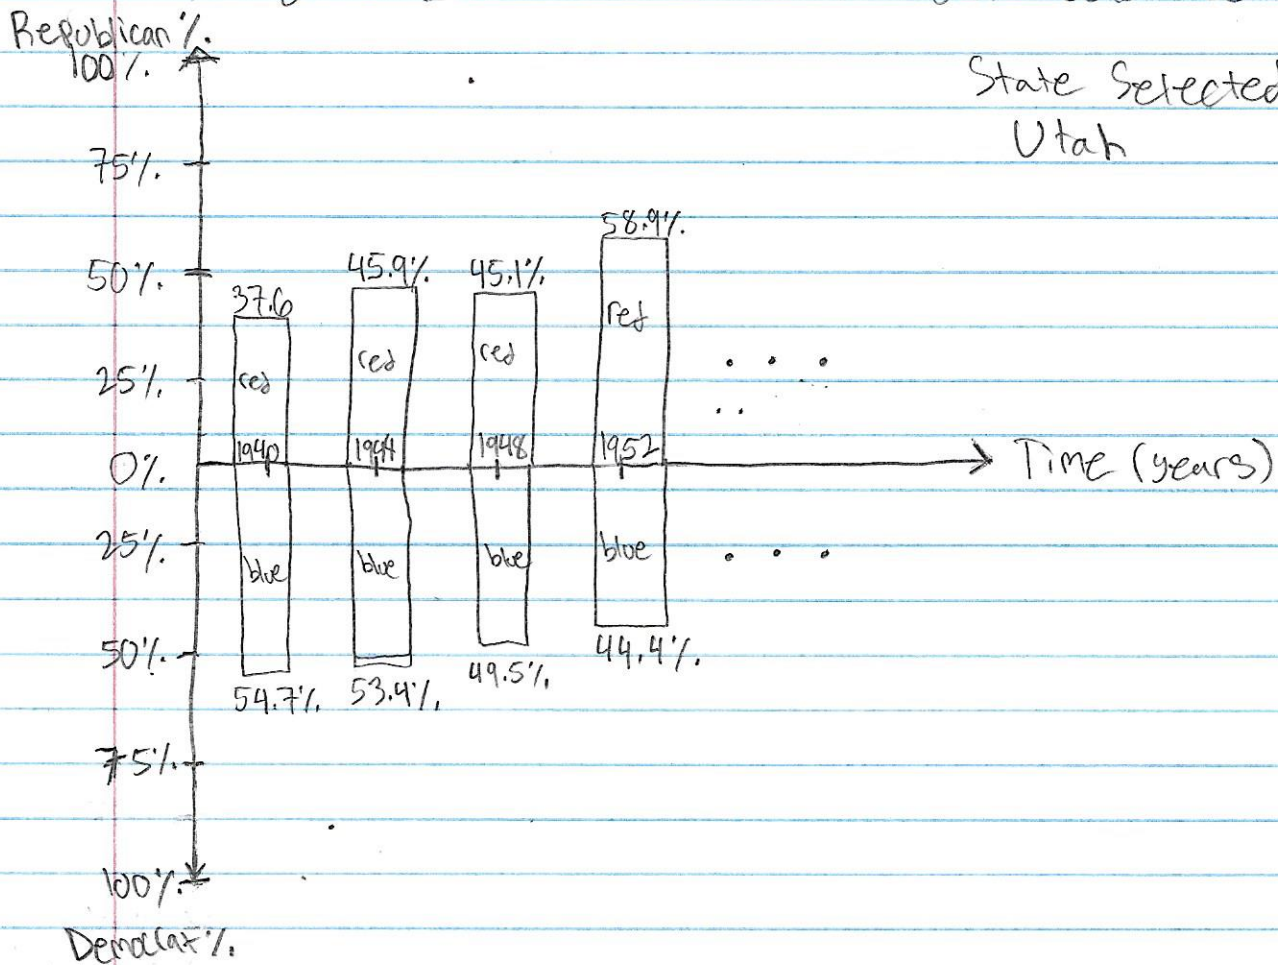 Republican %.
100%.
State Selected
Utah
75%.
58.9%.
50%.
45.9%.
45.1%.
37.6
red
red
red
red
25%.
1940
1944
1948
1952
0%.
Time (years)
25%.
blue
blue
blue
blue
50%.
44.4%.
49.5%.
54.7%.
53.4%.
75%.
100%.
Democrat %.